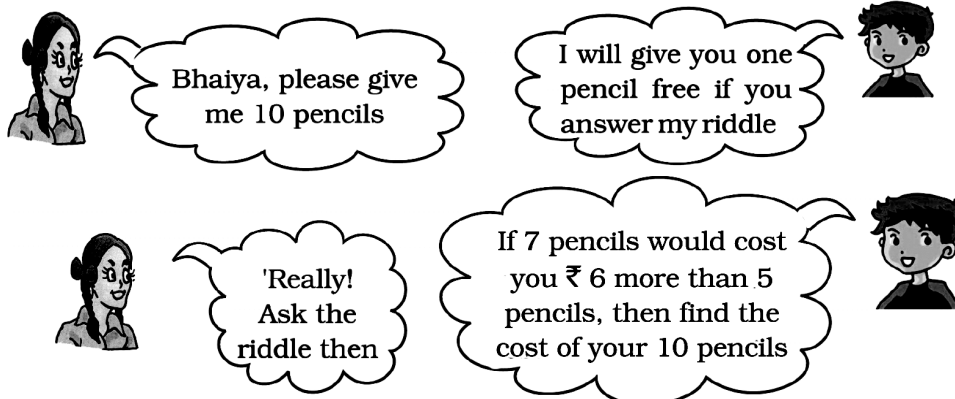 Bhaiya, please give
me 10 pencils
I will give you one
pencil free if you
answer my riddle
'Really!
Ask the
riddle then
If 7 pencils would cost
you ₹ 6 more than 5
pencils, then find the
cost of your 10 pencils